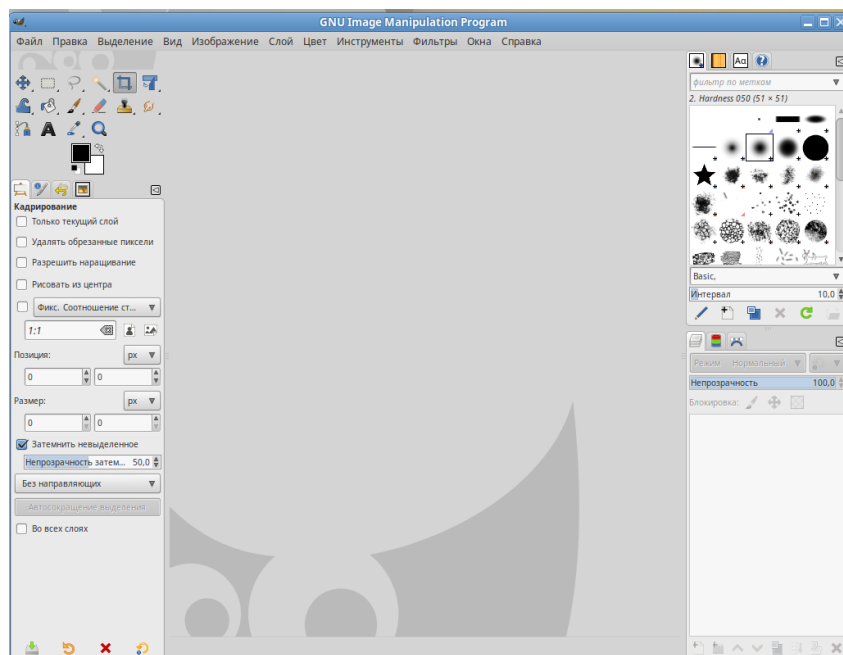 GNU Image Manipulation Program
Файл Правка Выделение Вид Изображение Слой Цвет Инструменты Фильтры Окна Справка
Кадрирование
Только текущий слой
Удалять обрезанные пиксели
Разрешить наращивание
Рисовать из центра
Фикс. Соотношение ст...
1:1
Позиция: px
0 0
Размер: px
0 0
Затемнить невыделенное
Непрозрачность затем... 50,0
Без направляющих
Автосокращение выделения
Во всех слоях
Aα
фильтр по меткам
2. Hardness 050 (51 × 51)
Basic,
Интервал 10,0
Режим Нормальный
Непрозрачность 100,0
Блокировка: